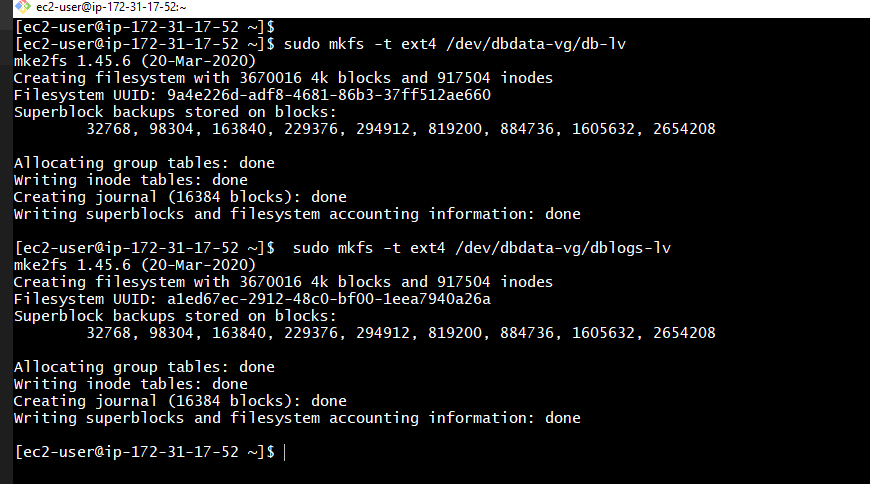 ec2-user@ip-172-31-17-52:~
[ec2-user@ip-172-31-17-52 ~]$
[ec2-user@ip-172-31-17-52 ~]$ sudo mkfs -t ext4 /dev/dbdata-vg/db-lv
mke2fs 1.45.6 (20-Mar-2020)
Creating filesystem with 3670016 4k blocks and 917504 inodes
Filesystem UUID: 9a4e226d-adf8-4681-86b3-37ff512ae660
Superblock backups stored on blocks:
        32768, 98304, 163840, 229376, 294912, 819200, 884736, 1605632, 2654208
Allocating group tables: done
Writing inode tables: done
Creating journal (16384 blocks): done
Writing superblocks and filesystem accounting information: done
[ec2-user@ip-172-31-17-52 ~]$  sudo mkfs -t ext4 /dev/dbdata-vg/dblogs-lv
mke2fs 1.45.6 (20-Mar-2020)
Creating filesystem with 3670016 4k blocks and 917504 inodes
Filesystem UUID: a1ed67ec-2912-48c0-bf00-1eea7940a26a
Superblock backups stored on blocks:
        32768, 98304, 163840, 229376, 294912, 819200, 884736, 1605632, 2654208
Allocating group tables: done
Writing inode tables: done
Creating journal (16384 blocks): done
Writing superblocks and filesystem accounting information: done
[ec2-user@ip-172-31-17-52 ~]$